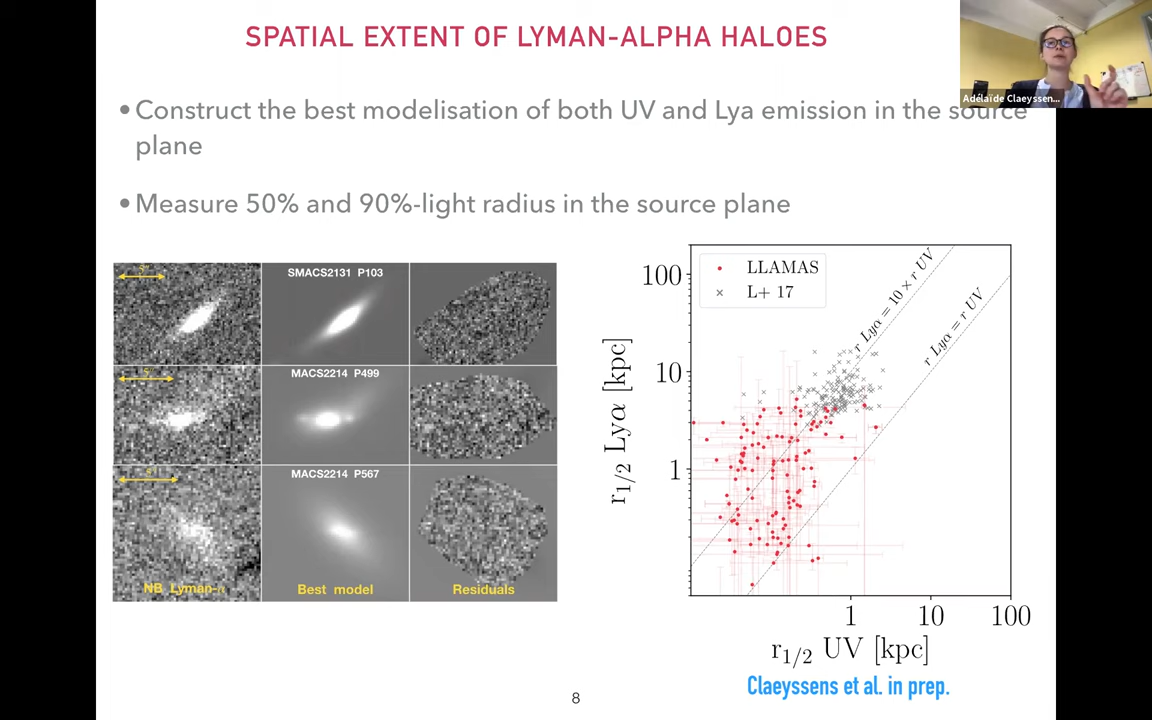 SPATIAL EXTENT OF LYMAN-ALPHA HALOES
Adélaïde Claeyssen...
• Construct the best modelisation of both UV and Lya emission in the source
plane
• Measure 50% and 90%-light radius in the source plane
5"
SMACS2131 P103
5"
MACS2214 P499
5"
MACS2214 P567
NB Lyman-α
Best model
Residuals
LLAMAS
L+ 17
r Lyα = 10 × r UV
r Lyα = r UV
100
10
1
r1/2 Lyα [kpc]
1 10 100
r1/2 UV [kpc]
Claeyssens et al. in prep.
8